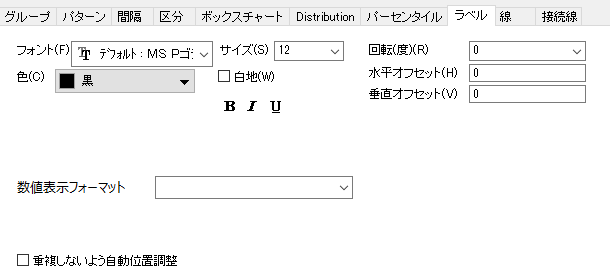 グループ パターン 間隔 区分 ボックスチャート Distribution パーセンタイル ラベル 線 接続線
フォント(F) デフォルト: MS Pゴ サイズ(S) 12 回転(度)(R) 0
色(C) 黒 白地(W) 水平オフセット(H) 0
B I U 垂直オフセット(V) 0
数値表示フォーマット
重複しないよう自動位置調整